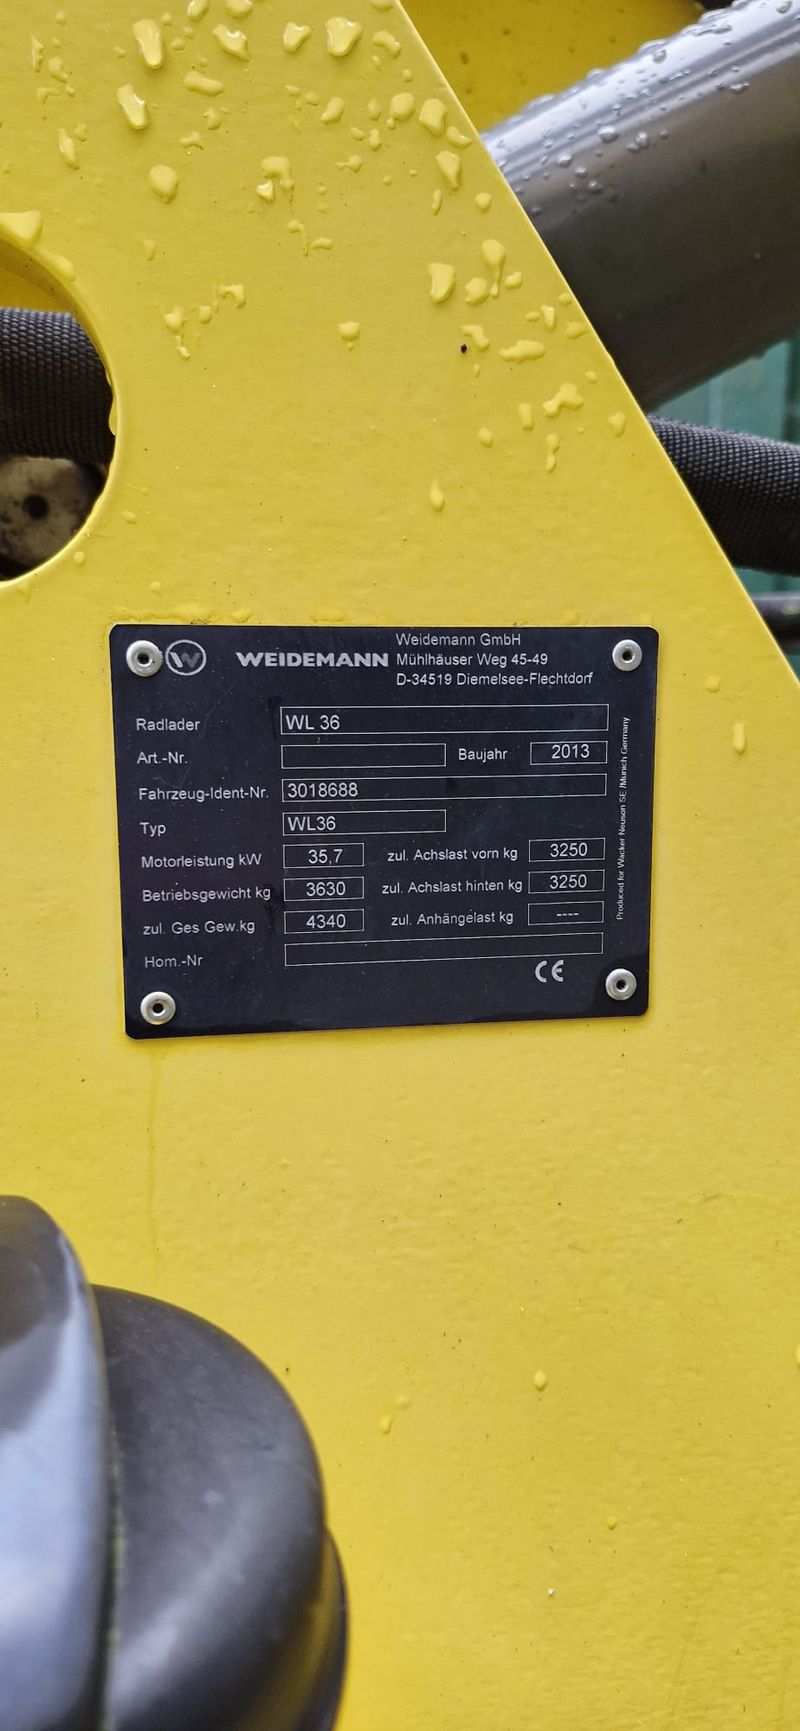 W WEIDEMANN
Weidemann GmbH
Mühlhäuser Weg 45-49
D-34519 Diemelsee-Flechtdorf
Radlader WL 36
Art.-Nr. Baujahr 2013
Fahrzeug-Ident-Nr. 3018688
Typ WL36
Motorleistung kW 35,7 zul. Achslast vorn kg 3250
Betriebsgewicht kg 3630 zul. Achslast hinten kg 3250
zul. Ges Gew.kg 4340 zul. Anhängelast kg ----
Hom.-Nr
CE
Produced for Wacker Neuson SE /Munich Germany